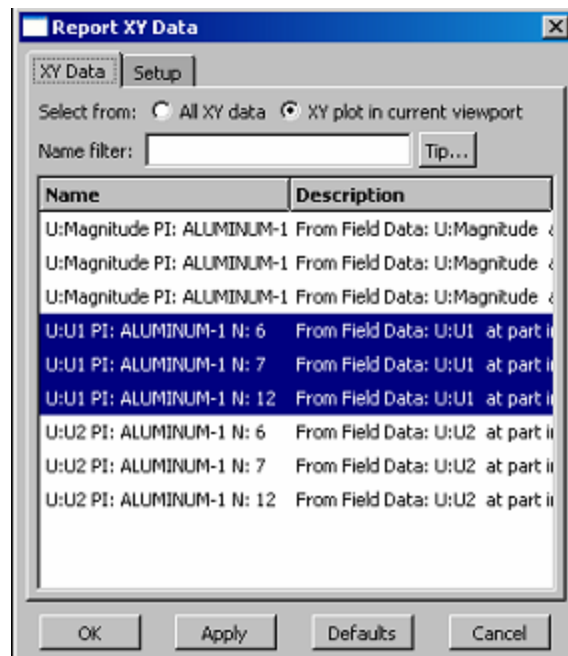 Report XY Data
XY Data Setup
Select from: All XY data XY plot in current viewport
Name filter: Tip...
Name Description
U:Magnitude PI: ALUMINUM-1 From Field Data: U:Magnitude
U:Magnitude PI: ALUMINUM-1 From Field Data: U:Magnitude
U:Magnitude PI: ALUMINUM-1 From Field Data: U:Magnitude
U:U1 PI: ALUMINUM-1 N: 6 From Field Data: U:U1 at part
U:U1 PI: ALUMINUM-1 N: 7 From Field Data: U:U1 at part
U:U1 PI: ALUMINUM-1 N: 12 From Field Data: U:U1 at part
U:U2 PI: ALUMINUM-1 N: 6 From Field Data: U:U2 at part
U:U2 PI: ALUMINUM-1 N: 7 From Field Data: U:U2 at part
U:U2 PI: ALUMINUM-1 N: 12 From Field Data: U:U2 at part
OK Apply Defaults Cancel